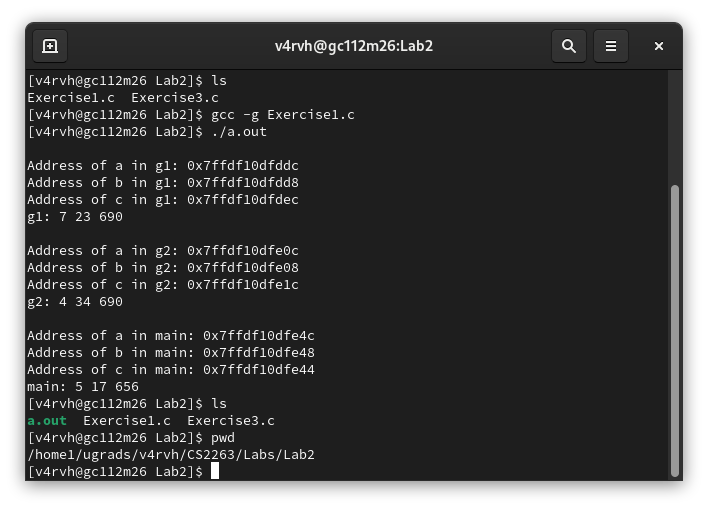 v4rvh@gc112m26:Lab2
[v4rvh@gc112m26 Lab2]$ ls
Exercise1.c  Exercise3.c
[v4rvh@gc112m26 Lab2]$ gcc -g Exercise1.c
[v4rvh@gc112m26 Lab2]$ ./a.out

Address of a in g1: 0x7ffdf10dfddc
Address of b in g1: 0x7ffdf10dfdd8
Address of c in g1: 0x7ffdf10dfdec
g1: 7 23 690

Address of a in g2: 0x7ffdf10dfe0c
Address of b in g2: 0x7ffdf10dfe08
Address of c in g2: 0x7ffdf10dfe1c
g2: 4 34 690

Address of a in main: 0x7ffdf10dfe4c
Address of b in main: 0x7ffdf10dfe48
Address of c in main: 0x7ffdf10dfe44
main: 5 17 656
[v4rvh@gc112m26 Lab2]$ ls
a.out  Exercise1.c  Exercise3.c
[v4rvh@gc112m26 Lab2]$ pwd
/home1/ugrads/v4rvh/CS2263/Labs/Lab2
[v4rvh@gc112m26 Lab2]$